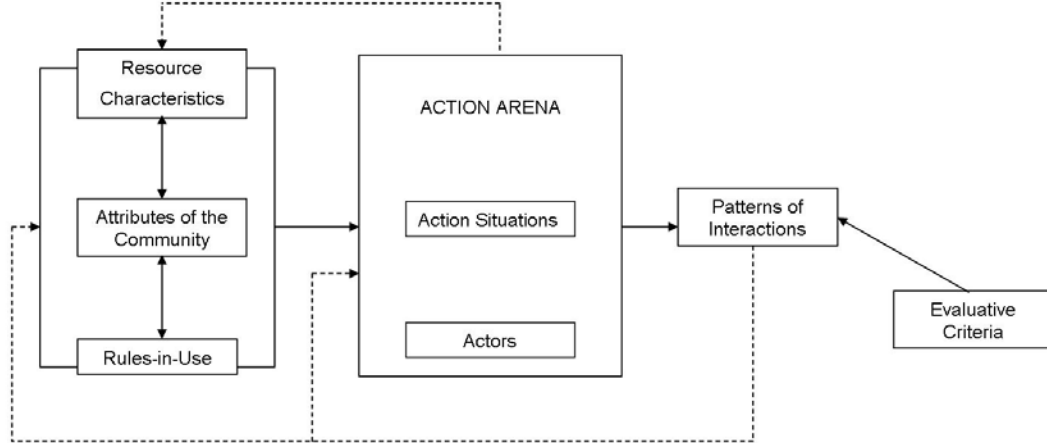 Resource
Characteristics
Attributes of the
Community
Rules-in-Use
ACTION ARENA
Action Situations
Actors
Patterns of
Interactions
Evaluative
Criteria